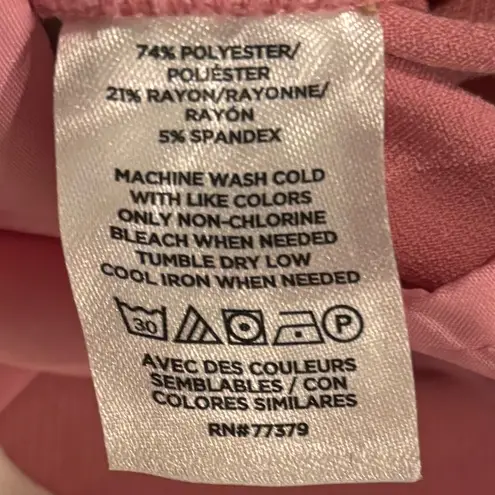 74% POLYESTER/
POLIÉSTER
21% RAYON/RAYONNE/
RAYÓN
5% SPANDEX
MACHINE WASH COLD
WITH LIKE COLORS
ONLY NON-CHLORINE
BLEACH WHEN NEEDED
TUMBLE DRY LOW
COOL IRON WHEN NEEDED
30 P
AVEC DES COULEURS
SEMBLABLES / CON
COLORES SIMILARES
RN#77379